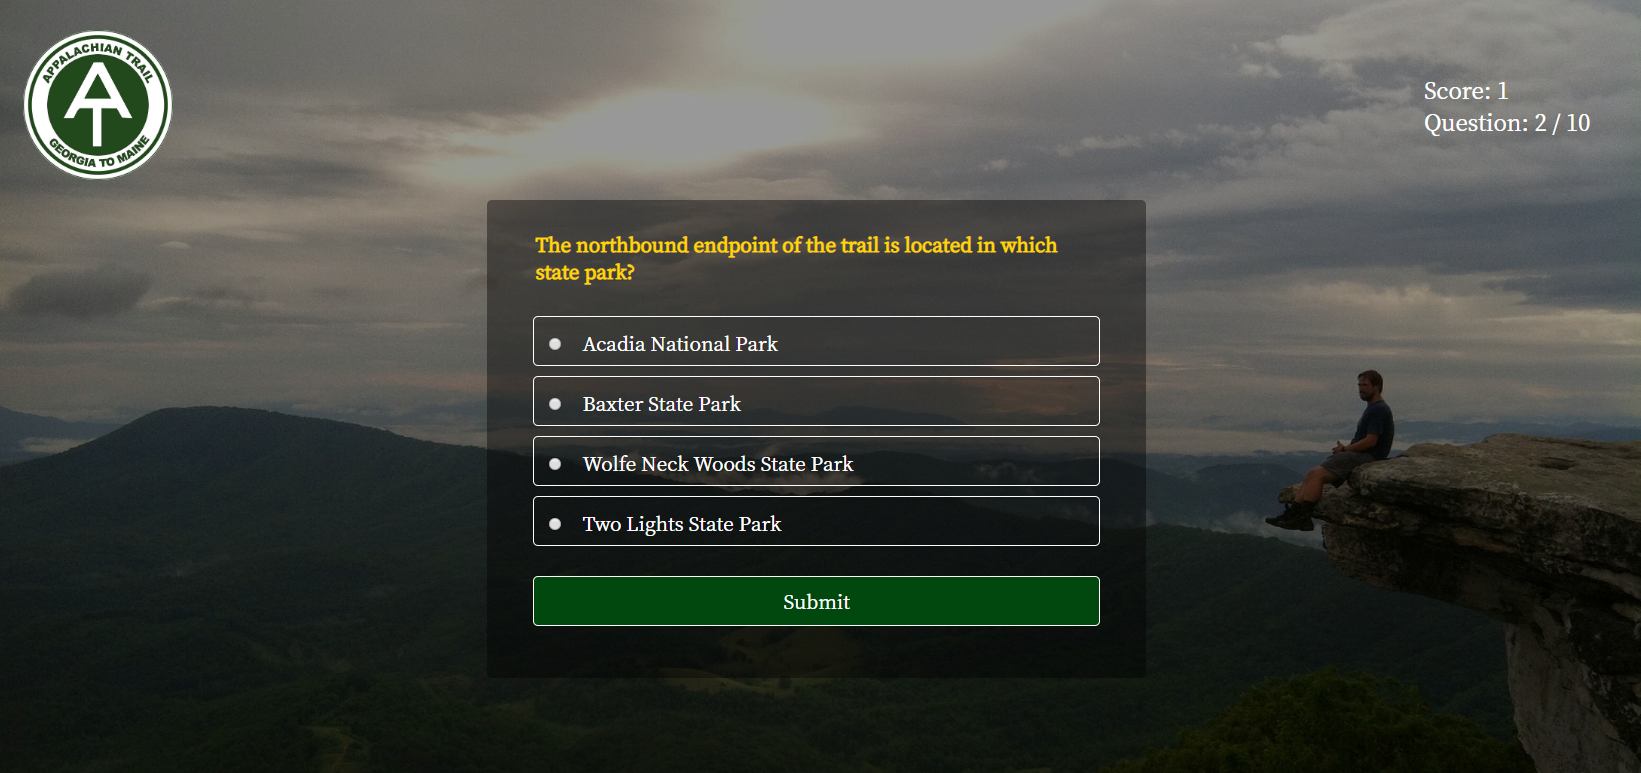 APPALACHIAN TRAIL
AT
GEORGIA TO MAINE
Score: 1
Question: 2 / 10
The northbound endpoint of the trail is located in which
state park?
Acadia National Park
Baxter State Park
Wolfe Neck Woods State Park
Two Lights State Park
Submit